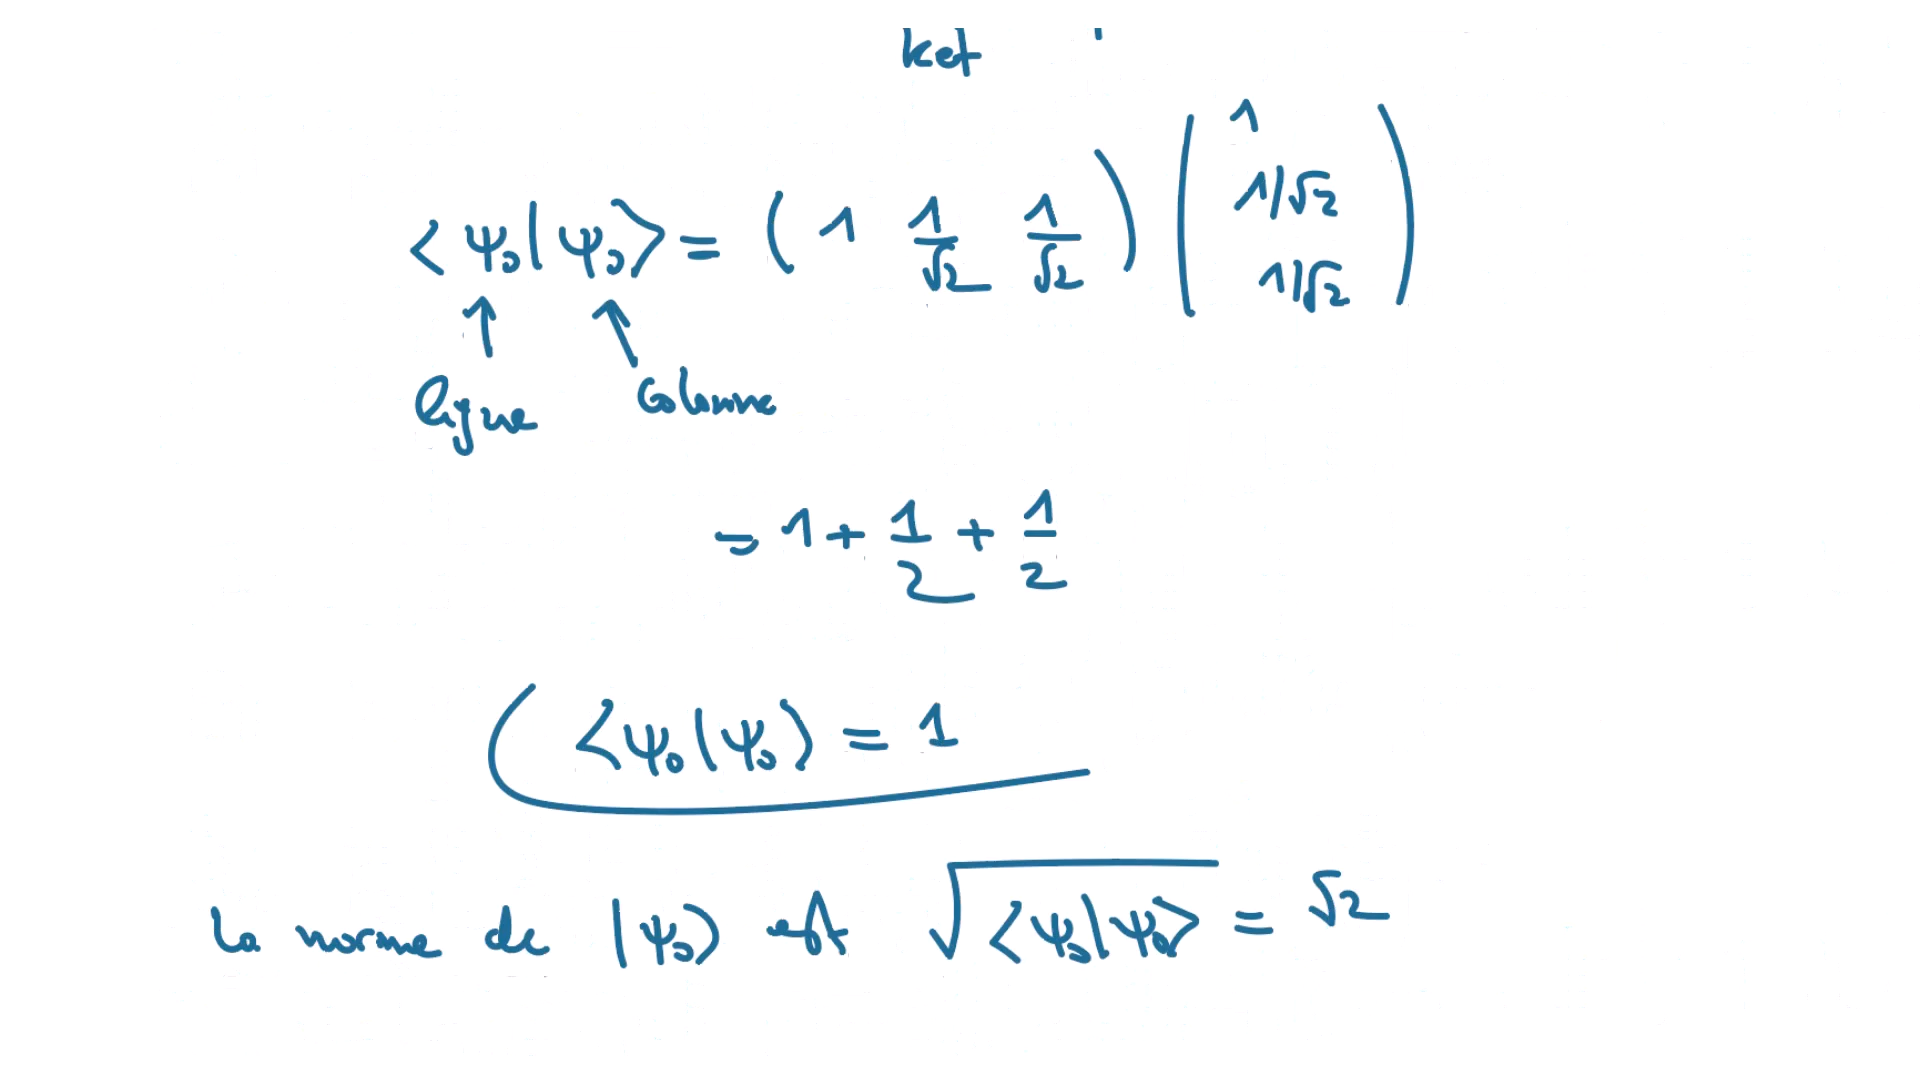 ket
⟨ψ₀|ψ₀⟩ = ( 1 1/√2 1/√2 ) ( 1 1/√2 1/√2 )
ligne colonne
= 1 + 1/2 + 1/2
⟨ψ₀|ψ₀⟩ = 1
la norme de |ψ₀⟩ est √⟨ψ₀|ψ₀⟩ = √2